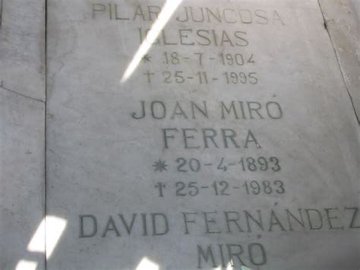 PILAR JUNCOSA
IGLESIAS
* 18-7-1904
† 25-11-1995
JOAN MIRÓ
FERRA
* 20-4-1893
† 25-12-1983
DAVID FERNÁNDEZ
MIRÓ